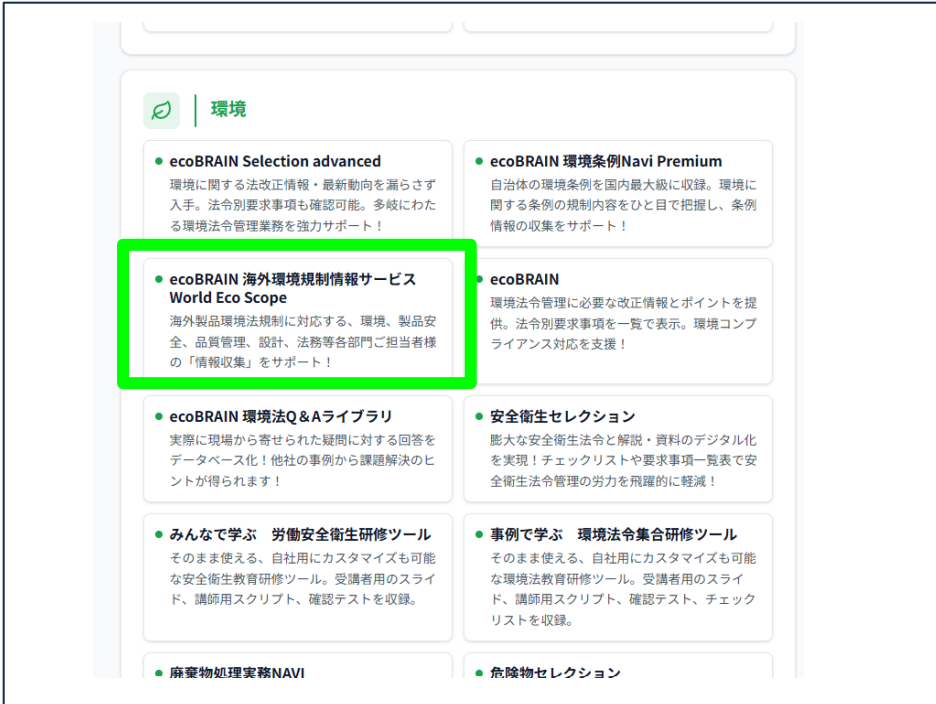 環境
ecoBRAIN Selection advanced
環境に関する法改正情報・最新動向を漏らさず
入手。法令別要求事項も確認可能。多岐にわた
る環境法令管理業務を強力サポート！
ecoBRAIN 環境条例Navi Premium
自治体の環境条例を国内最大級に収録。環境に
関する条例の規制内容をひと目で把握し、条例
情報の収集をサポート！
ecoBRAIN 海外環境規制情報サービス
World Eco Scope
海外製品環境法規制に対応する、環境、製品安
全、品質管理、設計、法務等各部門ご担当者様
の「情報収集」をサポート！
ecoBRAIN
環境法令管理に必要な改正情報とポイントを提
供。法令別要求事項を一覧で表示。環境コンプ
ライアンス対応を支援！
ecoBRAIN 環境法Q＆Aライブラリ
実際に現場から寄せられた疑問に対する回答を
データベース化！他社の事例から課題解決のヒ
ントが得られます！
安全衛生セレクション
膨大な安全衛生法令と解説・資料のデジタル化
を実現！チェックリストや要求事項一覧表で安
全衛生法令管理の労力を飛躍的に軽減！
みんなで学ぶ　労働安全衛生研修ツール
そのまま使える、自社用にカスタマイズも可能
な安全衛生教育研修ツール。受講者用のスライ
ド、講師用スクリプト、確認テストを収録。
事例で学ぶ　環境法令集合研修ツール
そのまま使える、自社用にカスタマイズも可能
な環境法教育研修ツール。受講者用のスライ
ド、講師用スクリプト、確認テスト、チェック
リストを収録。
廃棄物処理実務NAVI
危険物セレクション